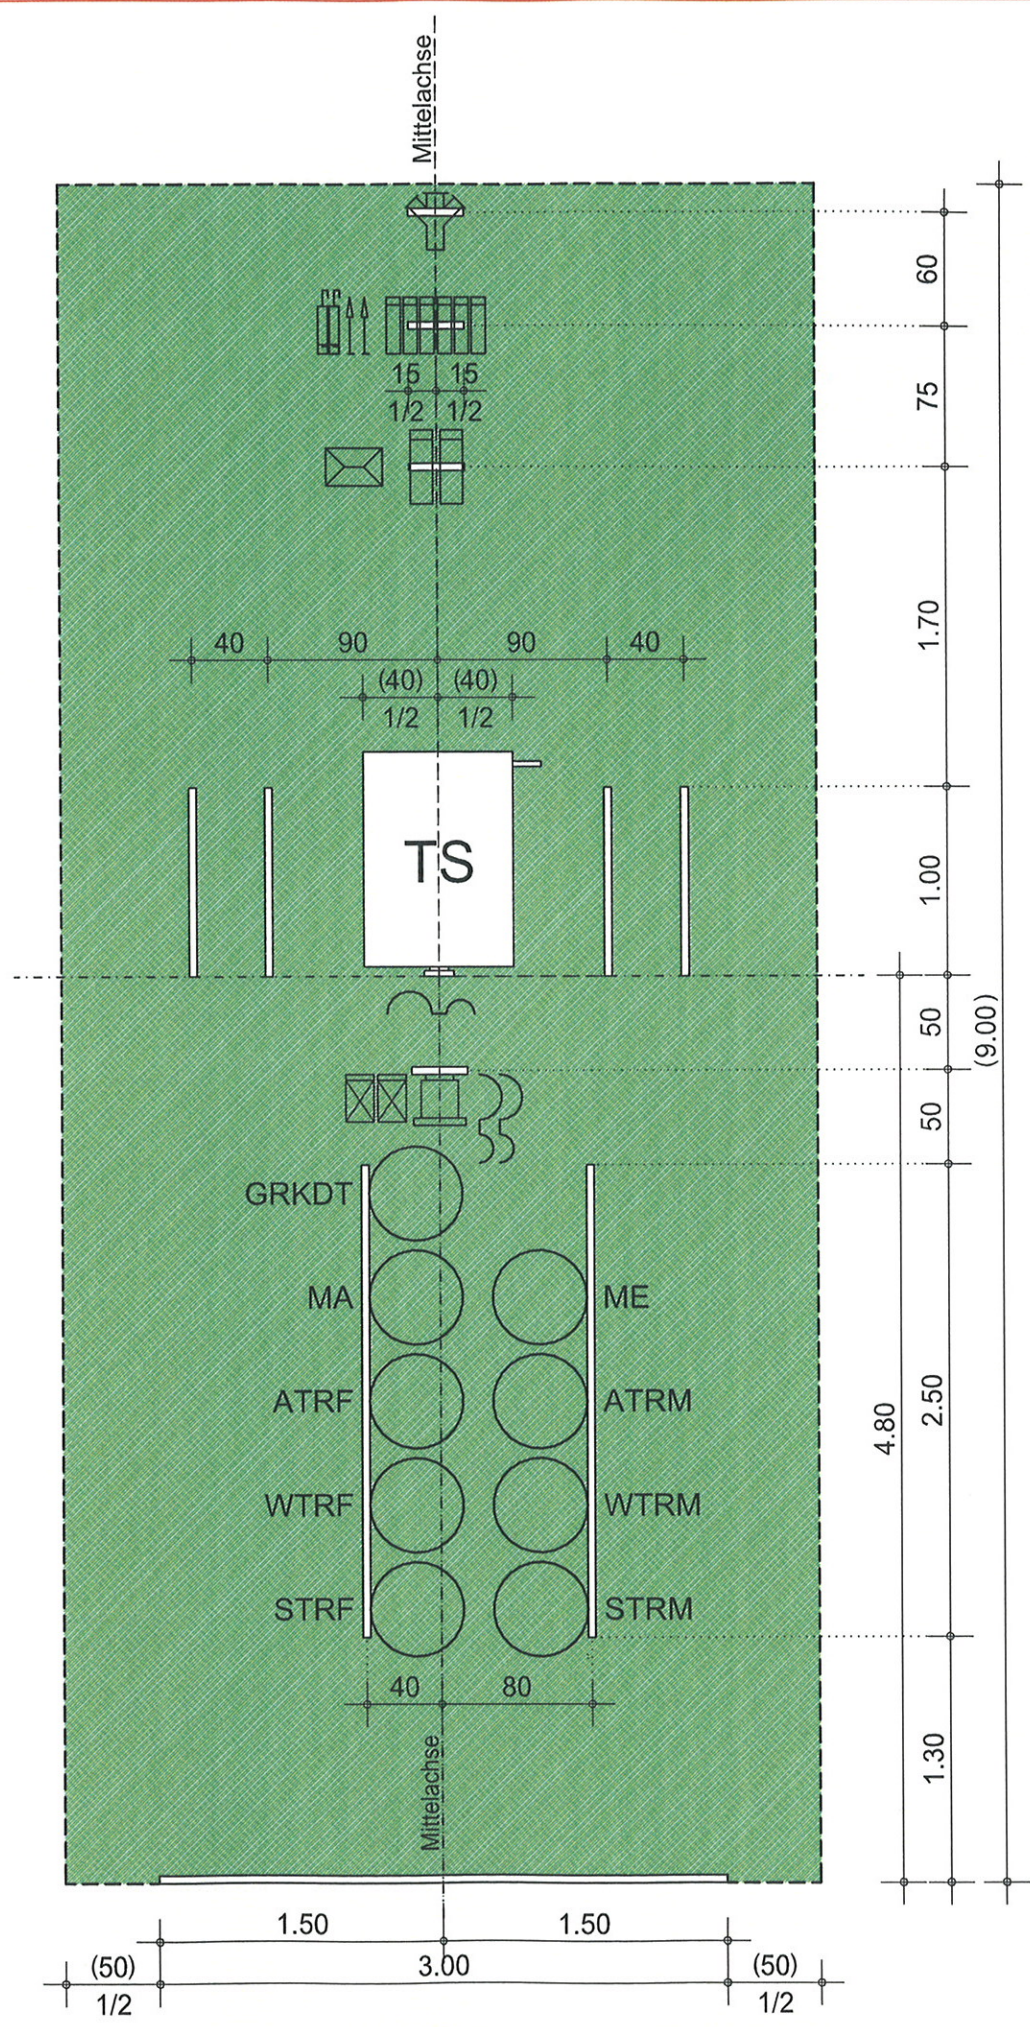 Mittelachse
60
15 15
1/2 1/2
75
1.70
40 90 90 40
(40) (40)
1/2 1/2
TS
1.00
50
(9.00)
50
GRKDT
MA ME
ATRF ATRM
2.50
4.80
WTRF WTRM
STRF STRM
40 80
Mittelachse
1.30
1.50 1.50
(50) 3.00 (50)
1/2 1/2